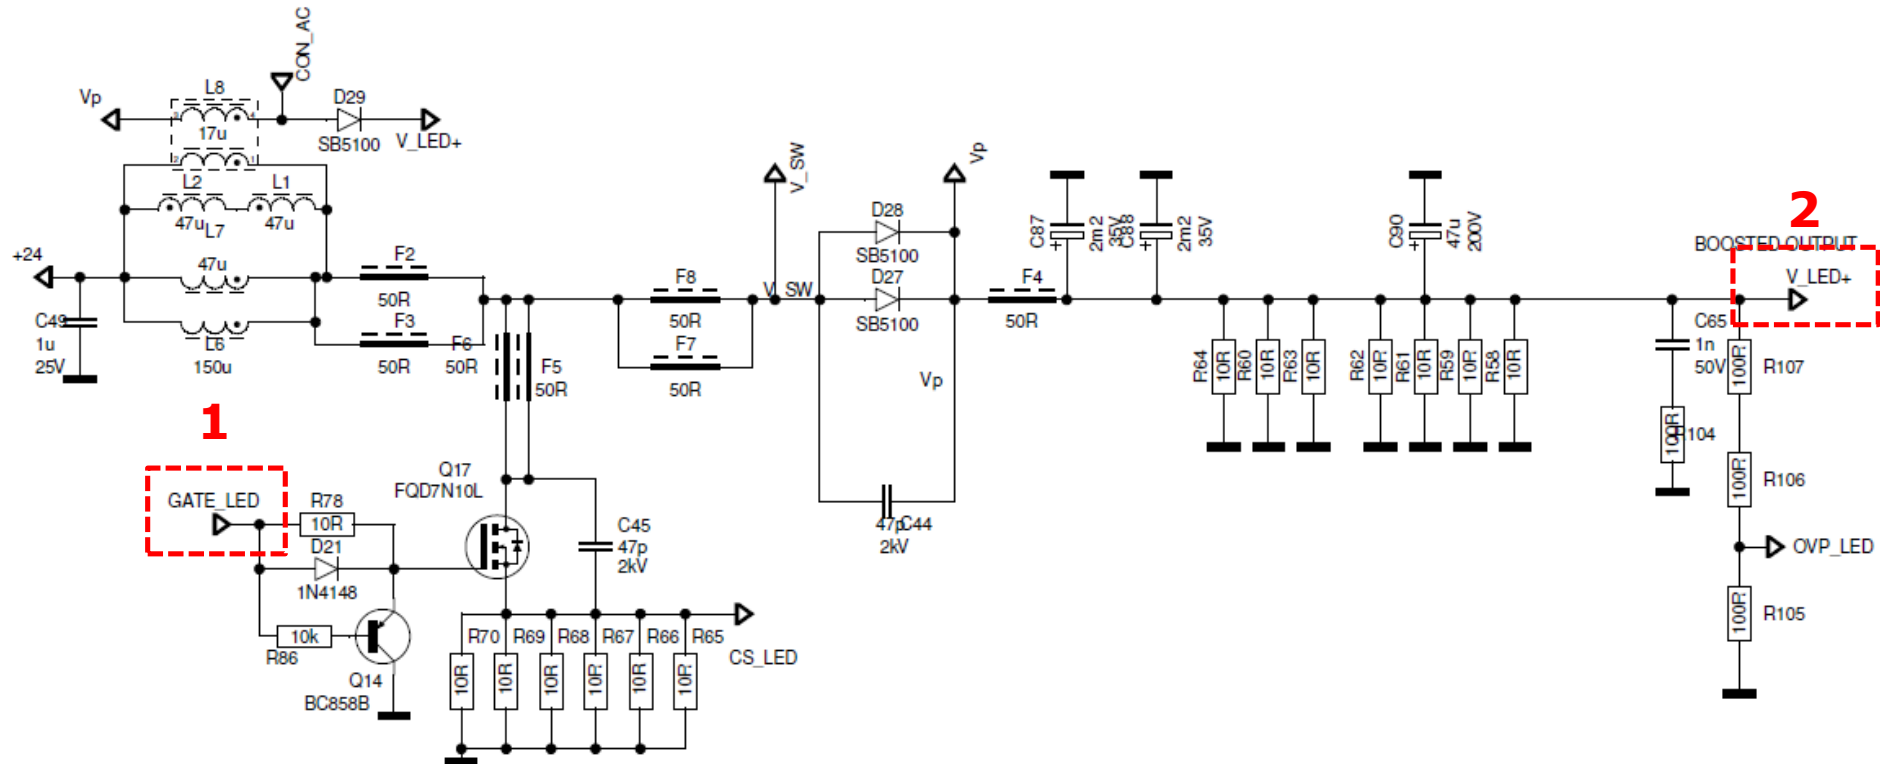 CON_AC
L8
Vp
3
4
17u
D29
SB5100
V_LED+
2
1
L2
L1
47u
L7
47u
+24
47u
C49
1u
25V
L6
150u
F2
50R
F3
50R
F6
50R
F5
50R
F8
50R
F7
50R
V_SW
V_SW
D28
SB5100
D27
SB5100
Vp
Vp
47p
C44
2kV
F4
50R
C87
2m2
35V
C88
2m2
35V
C90
47u
200V
R64
10R
R60
10R
R63
10R
R62
10R
R61
10R
R59
10R
R58
10R
2
BOOSTED OUTPUT
V_LED+
C65
1n
50V
100R
R104
100R
R107
100R
R106
OVP_LED
100R
R105
1
GATE_LED
R78
10R
D21
1N4148
10k
R86
Q14
BC858B
Q17
FQD7N10L
C45
47p
2kV
R70
R69
R68
R67
R66
R65
10R
10R
10R
10R
10R
10R
CS_LED